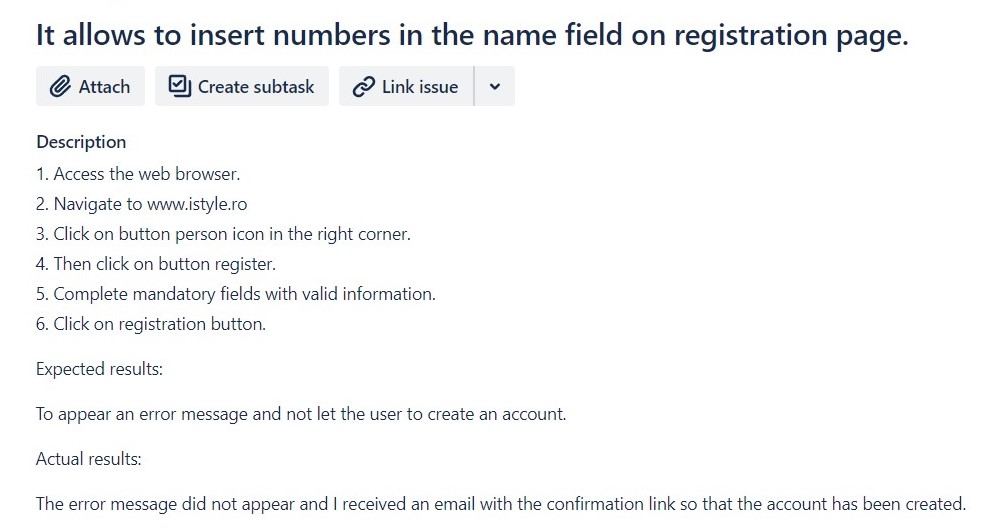 It allows to insert numbers in the name field on registration page.
Attach
Create subtask
Link issue
Description
1. Access the web browser.
2. Navigate to www.istyle.ro
3. Click on button person icon in the right corner.
4. Then click on button register.
5. Complete mandatory fields with valid information.
6. Click on registration button.
Expected results:
To appear an error message and not let the user to create an account.
Actual results:
The error message did not appear and I received an email with the confirmation link so that the account has been created.